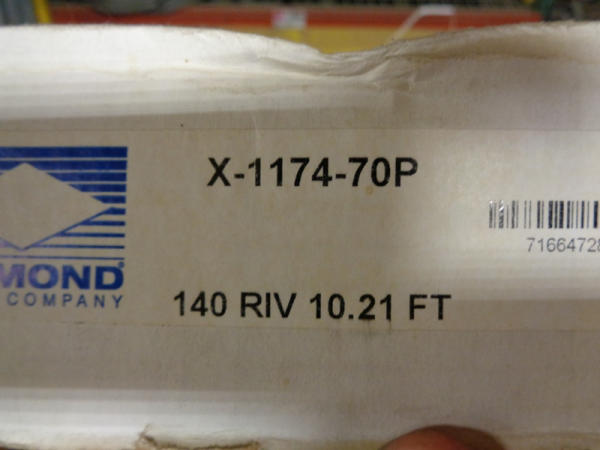 X-1174-70P
MOND®
COMPANY
71664728
140 RIV 10.21 FT